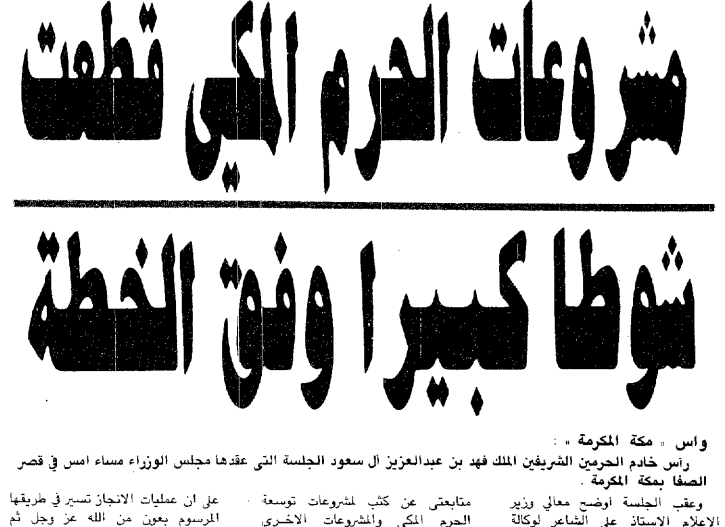 مشروعات الحرم المكي قطعت
شوطا كبيرا وفق الخطة
واس « مكة المكرمة » :
رأس خادم الحرمين الشريفين الملك فهد بن عبدالعزيز آل سعود الجلسة التي عقدها مجلس الوزراء مساء امس في قصر
الصفا بمكة المكرمة .
وعقب الجلسة أوضح معالي وزير
الاعلام الاستاذ علي الشاعر لوكالة
متابعتي عن كثب لمشروعات توسعة
الحرم المكي والمشروعات الاخرى
على ان عمليات الانجاز تسير في طريقها
المرسوم بعون من الله عز وجل ثم